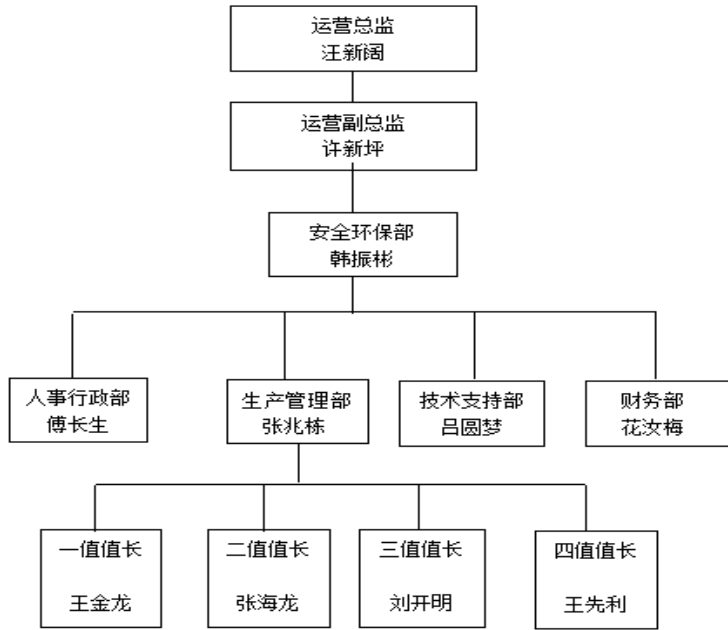 运营总监
汪新阔
运营副总监
许新坪
安全环保部
韩振彬
人事行政部
傅长生
生产管理部
张兆栋
技术支持部
吕圆梦
财务部
花汝梅
一值值长
王金龙
二值值长
张海龙
三值值长
刘开明
四值值长
王先利